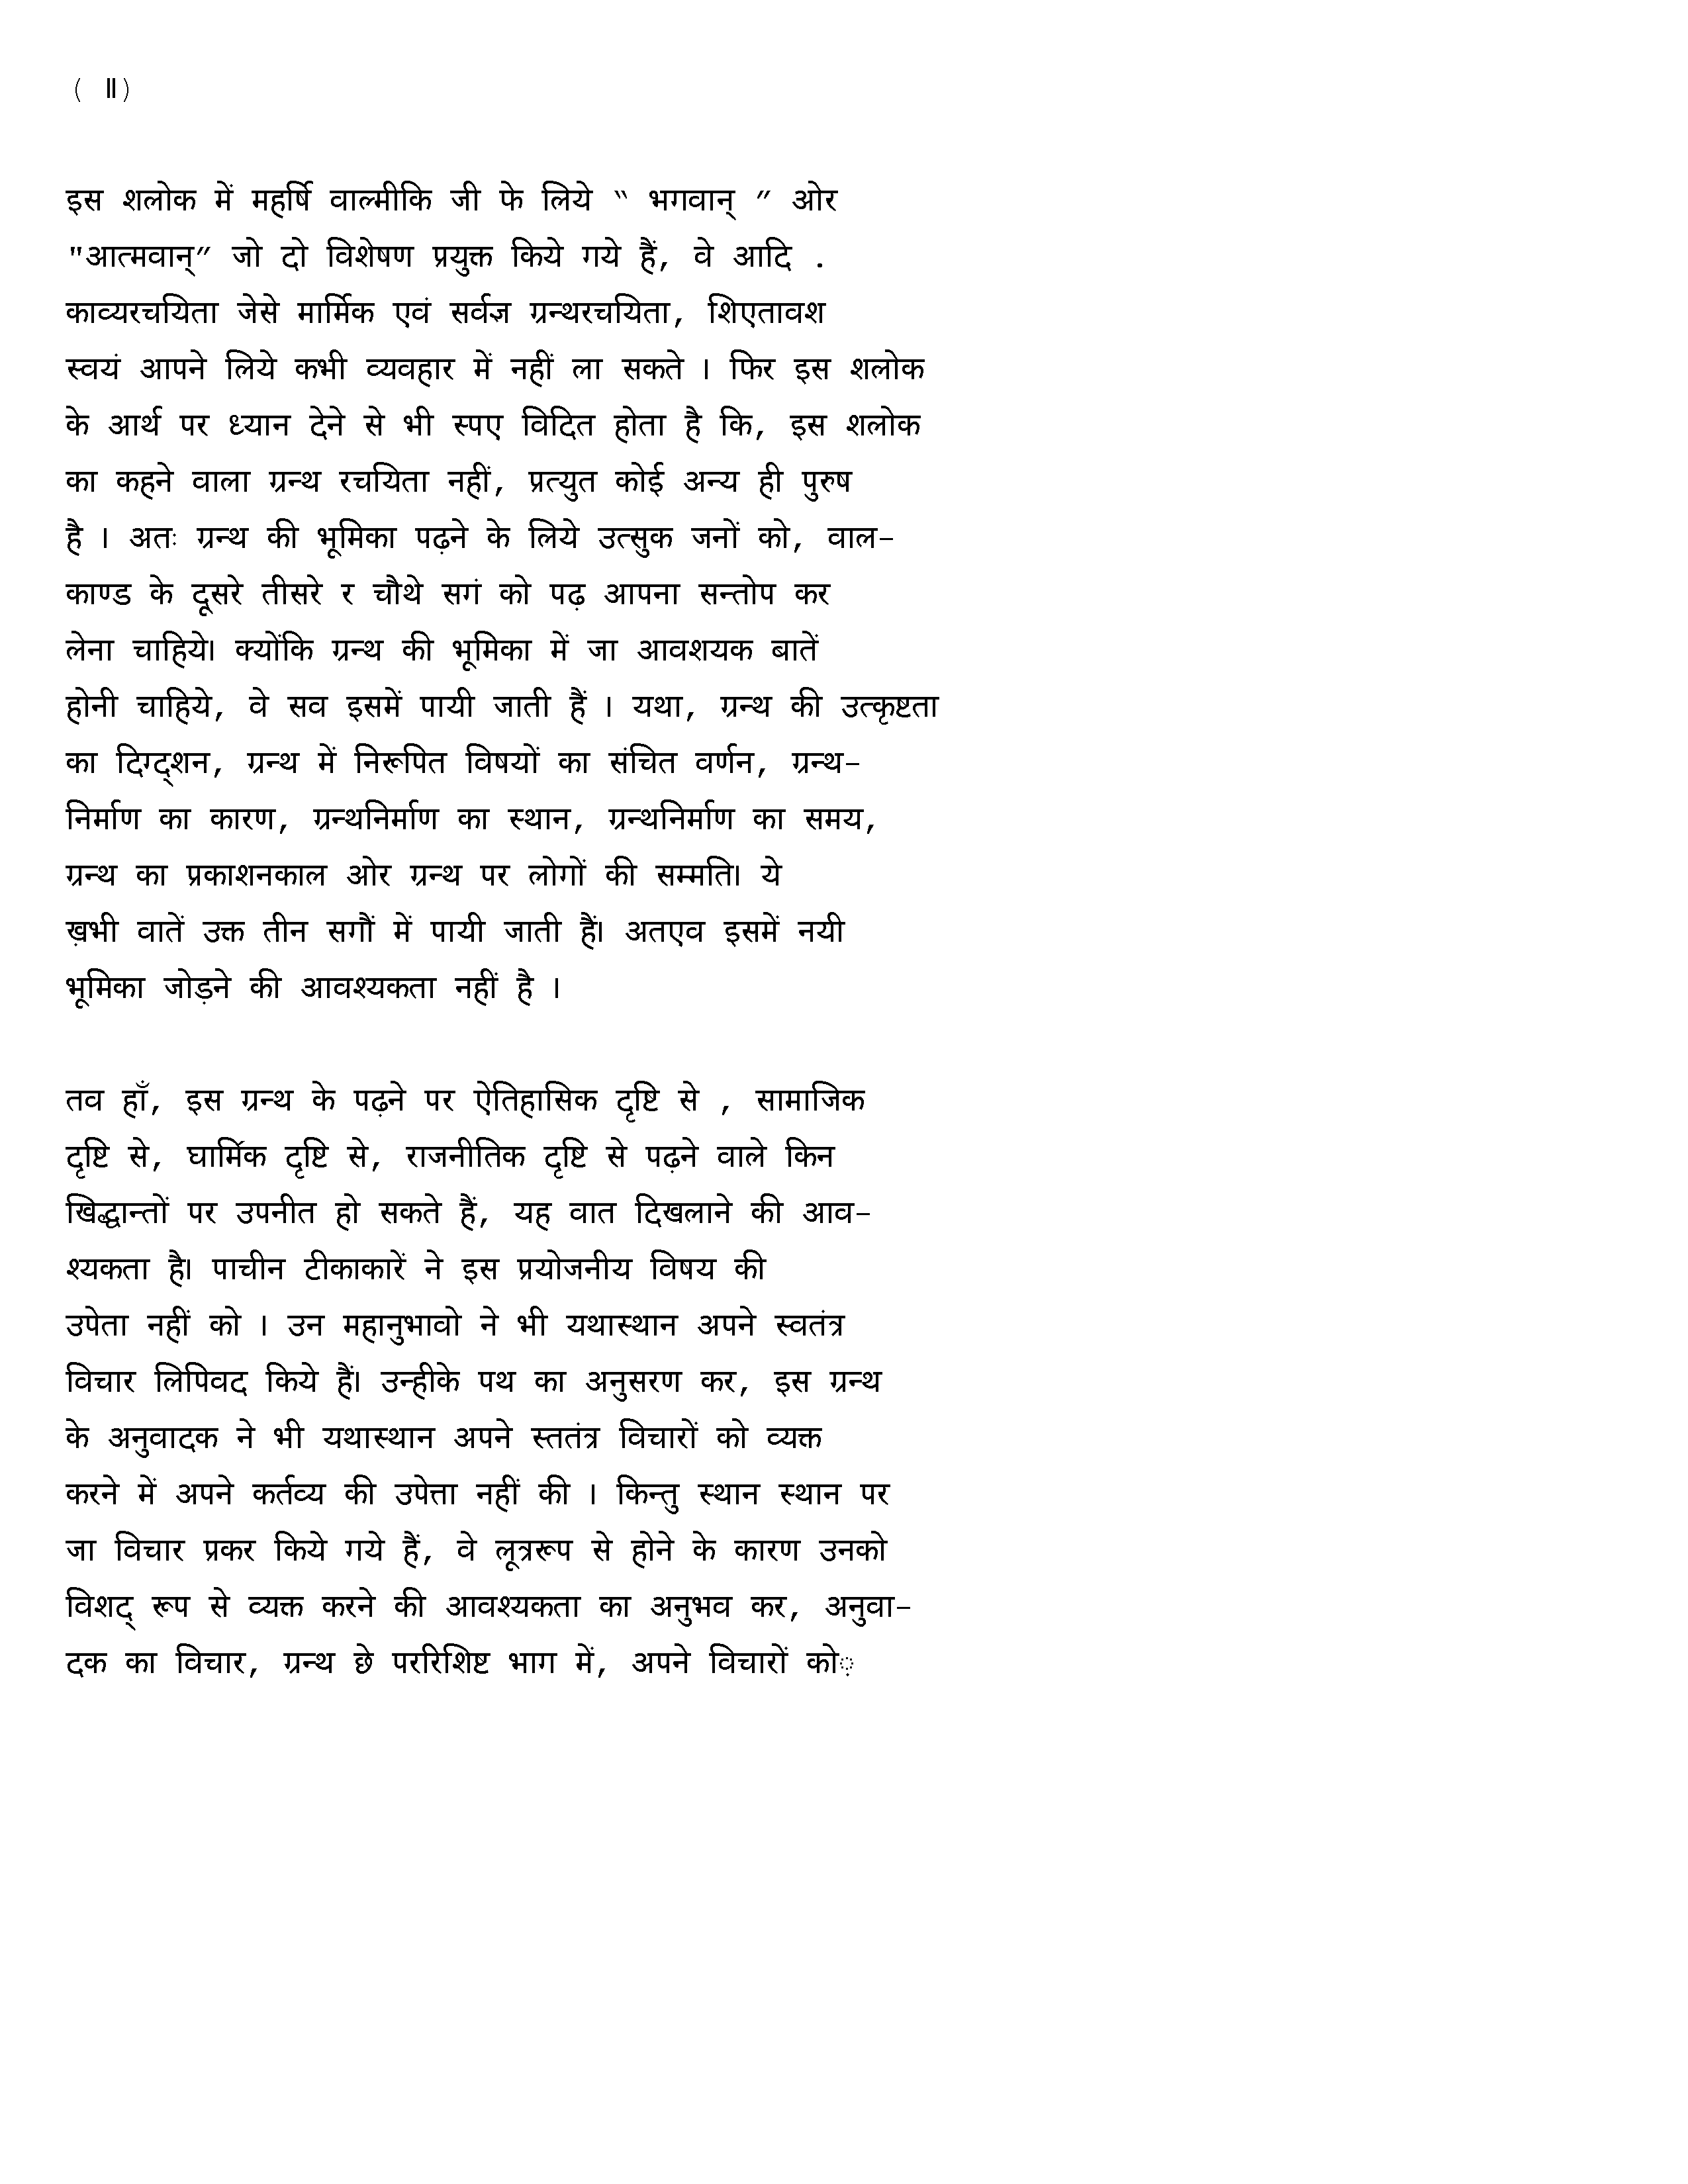 ( ॥)
इस शलोक में महर्षि वाल्मीकि जी फे लिये “ भगवान् ” ओर
"आत्मवान्” जो दो विशेषण प्रयुक्त किये गये हैं, वे आदि .
काव्यरचयिता जेसे मार्मिक एवं सर्वज्ञ ग्रन्थरचयिता, शिएतावश
स्वयं आपने लिये कभी व्यवहार में नहीं ला सकते । फिर इस शलोक
के आर्थ पर ध्यान देने से भी स्पए विदित होता है कि, इस शलोक
का कहने वाला ग्रन्थ रचयिता नहीं, प्रत्युत कोई अन्य ही पुरुष
है । अतः ग्रन्थ की भूमिका पढ़ने के लिये उत्सुक जनों को, वाल-
काण्ड के दूसरे तीसरे र चौथे सगं को पढ़ आपना सन्तोप कर
लेना चाहिये। क्योंकि ग्रन्थ की भूमिका में जा आवशयक बातें
होनी चाहिये, वे सव इसमें पायी जाती हैं । यथा, ग्रन्थ की उत्कृष्टता
का दिग्द्शन, ग्रन्थ में निरूपित विषयों का संचित वर्णन, ग्रन्थ-
निर्माण का कारण, ग्रन्थनिर्माण का स्थान, ग्रन्थनिर्माण का समय,
ग्रन्थ का प्रकाशनकाल ओर ग्रन्थ पर लोगों की सम्मति। ये
ख़भी वातें उक्त तीन सगौं में पायी जाती हैं। अतएव इसमें नयी
भूमिका जोड़ने की आवश्यकता नहीं है ।
तव हाँ, इस ग्रन्थ के पढ़ने पर ऐतिहासिक दृष्टि से , सामाजिक
दृष्टि से, घार्मिक दृष्टि से, राजनीतिक दृष्टि से पढ़ने वाले किन
खिद्धान्तों पर उपनीत हो सकते हैं, यह वात दिखलाने की आव-
श्यकता है। पाचीन टीकाकारें ने इस प्रयोजनीय विषय की
उपेता नहीं को । उन महानुभावो ने भी यथास्थान अपने स्वतंत्र
विचार लिपिवद किये हैं। उन्हीके पथ का अनुसरण कर, इस ग्रन्थ
के अनुवादक ने भी यथास्थान अपने स्ततंत्र विचारों को व्यक्त
करने में अपने कर्तव्य की उपेत्ता नहीं की । किन्तु स्थान स्थान पर
जा विचार प्रकर किये गये हैं, वे लूत्ररूप से होने के कारण उनको
विशद् रूप से व्यक्त करने की आवश्यकता का अनुभव कर, अनुवा-
दक का विचार, ग्रन्थ छे पररिशिष्ट भाग में, अपने विचारों को़